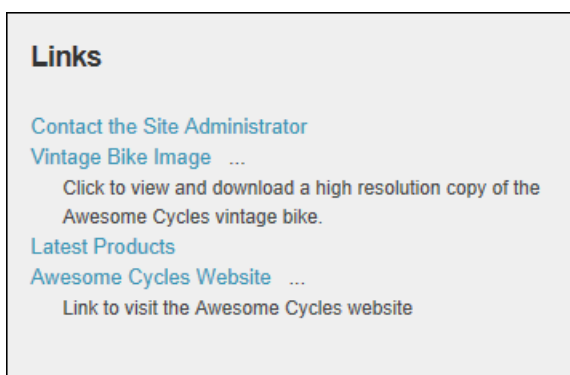 Links
Contact the Site Administrator
Vintage Bike Image ...
Click to view and download a high resolution copy of the
Awesome Cycles vintage bike.
Latest Products
Awesome Cycles Website ...
Link to visit the Awesome Cycles website